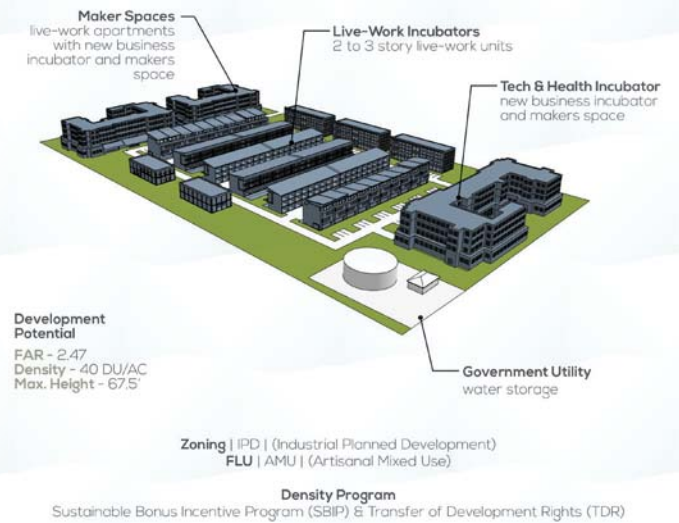 Maker Spaces
live-work apartments
with new business
incubator and makers
space
Live-Work Incubators
2 to 3 story live-work units
Tech & Health Incubator
new business incubator
and makers space
Development
Potential
FAR - 2.47
Density - 40 DU/AC
Max. Height - 67.5'
Government Utility
water storage
Zoning | IPD | (Industrial Planned Development)
FLU | AMU | (Artisanal Mixed Use)
Density Program
Sustainable Bonus Incentive Program (SBIP) & Transfer of Development Rights (TDR)